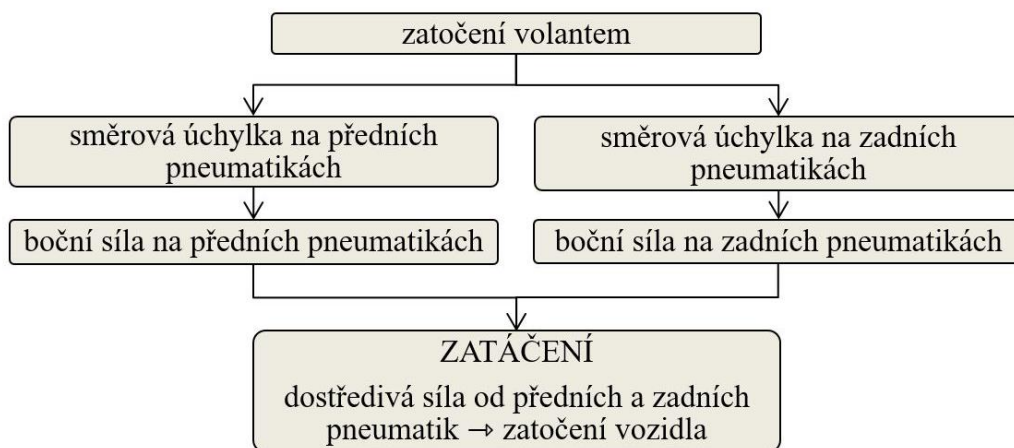 zatočení volantem
směrová úchylka na předních
pneumatikách
směrová úchylka na zadních
pneumatikách
boční síla na předních pneumatikách
boční síla na zadních pneumatikách
ZATÁČENÍ
dostředivá síla od předních a zadních
pneumatik → zatočení vozidla